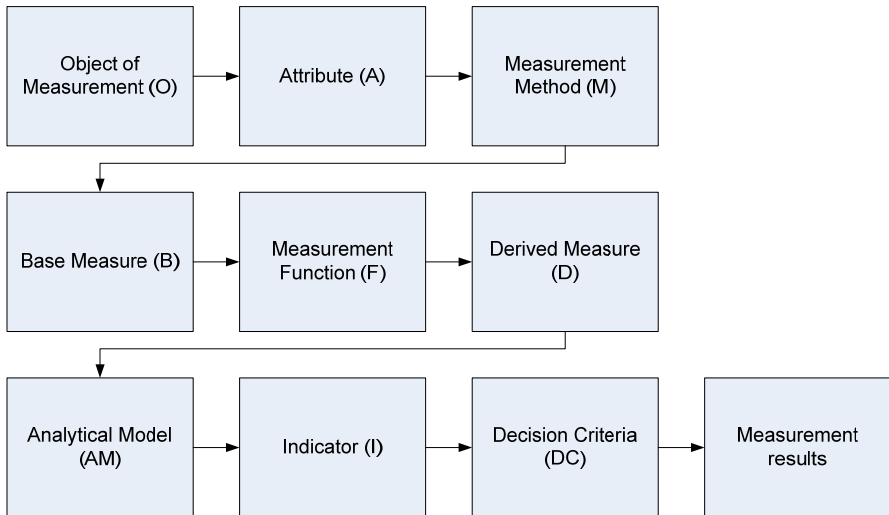 Object of
Measurement (O)
Attribute (A)
Measurement
Method (M)
Base Measure (B)
Measurement
Function (F)
Derived Measure
(D)
Analytical Model
(AM)
Indicator (I)
Decision Criteria
(DC)
Measurement
results